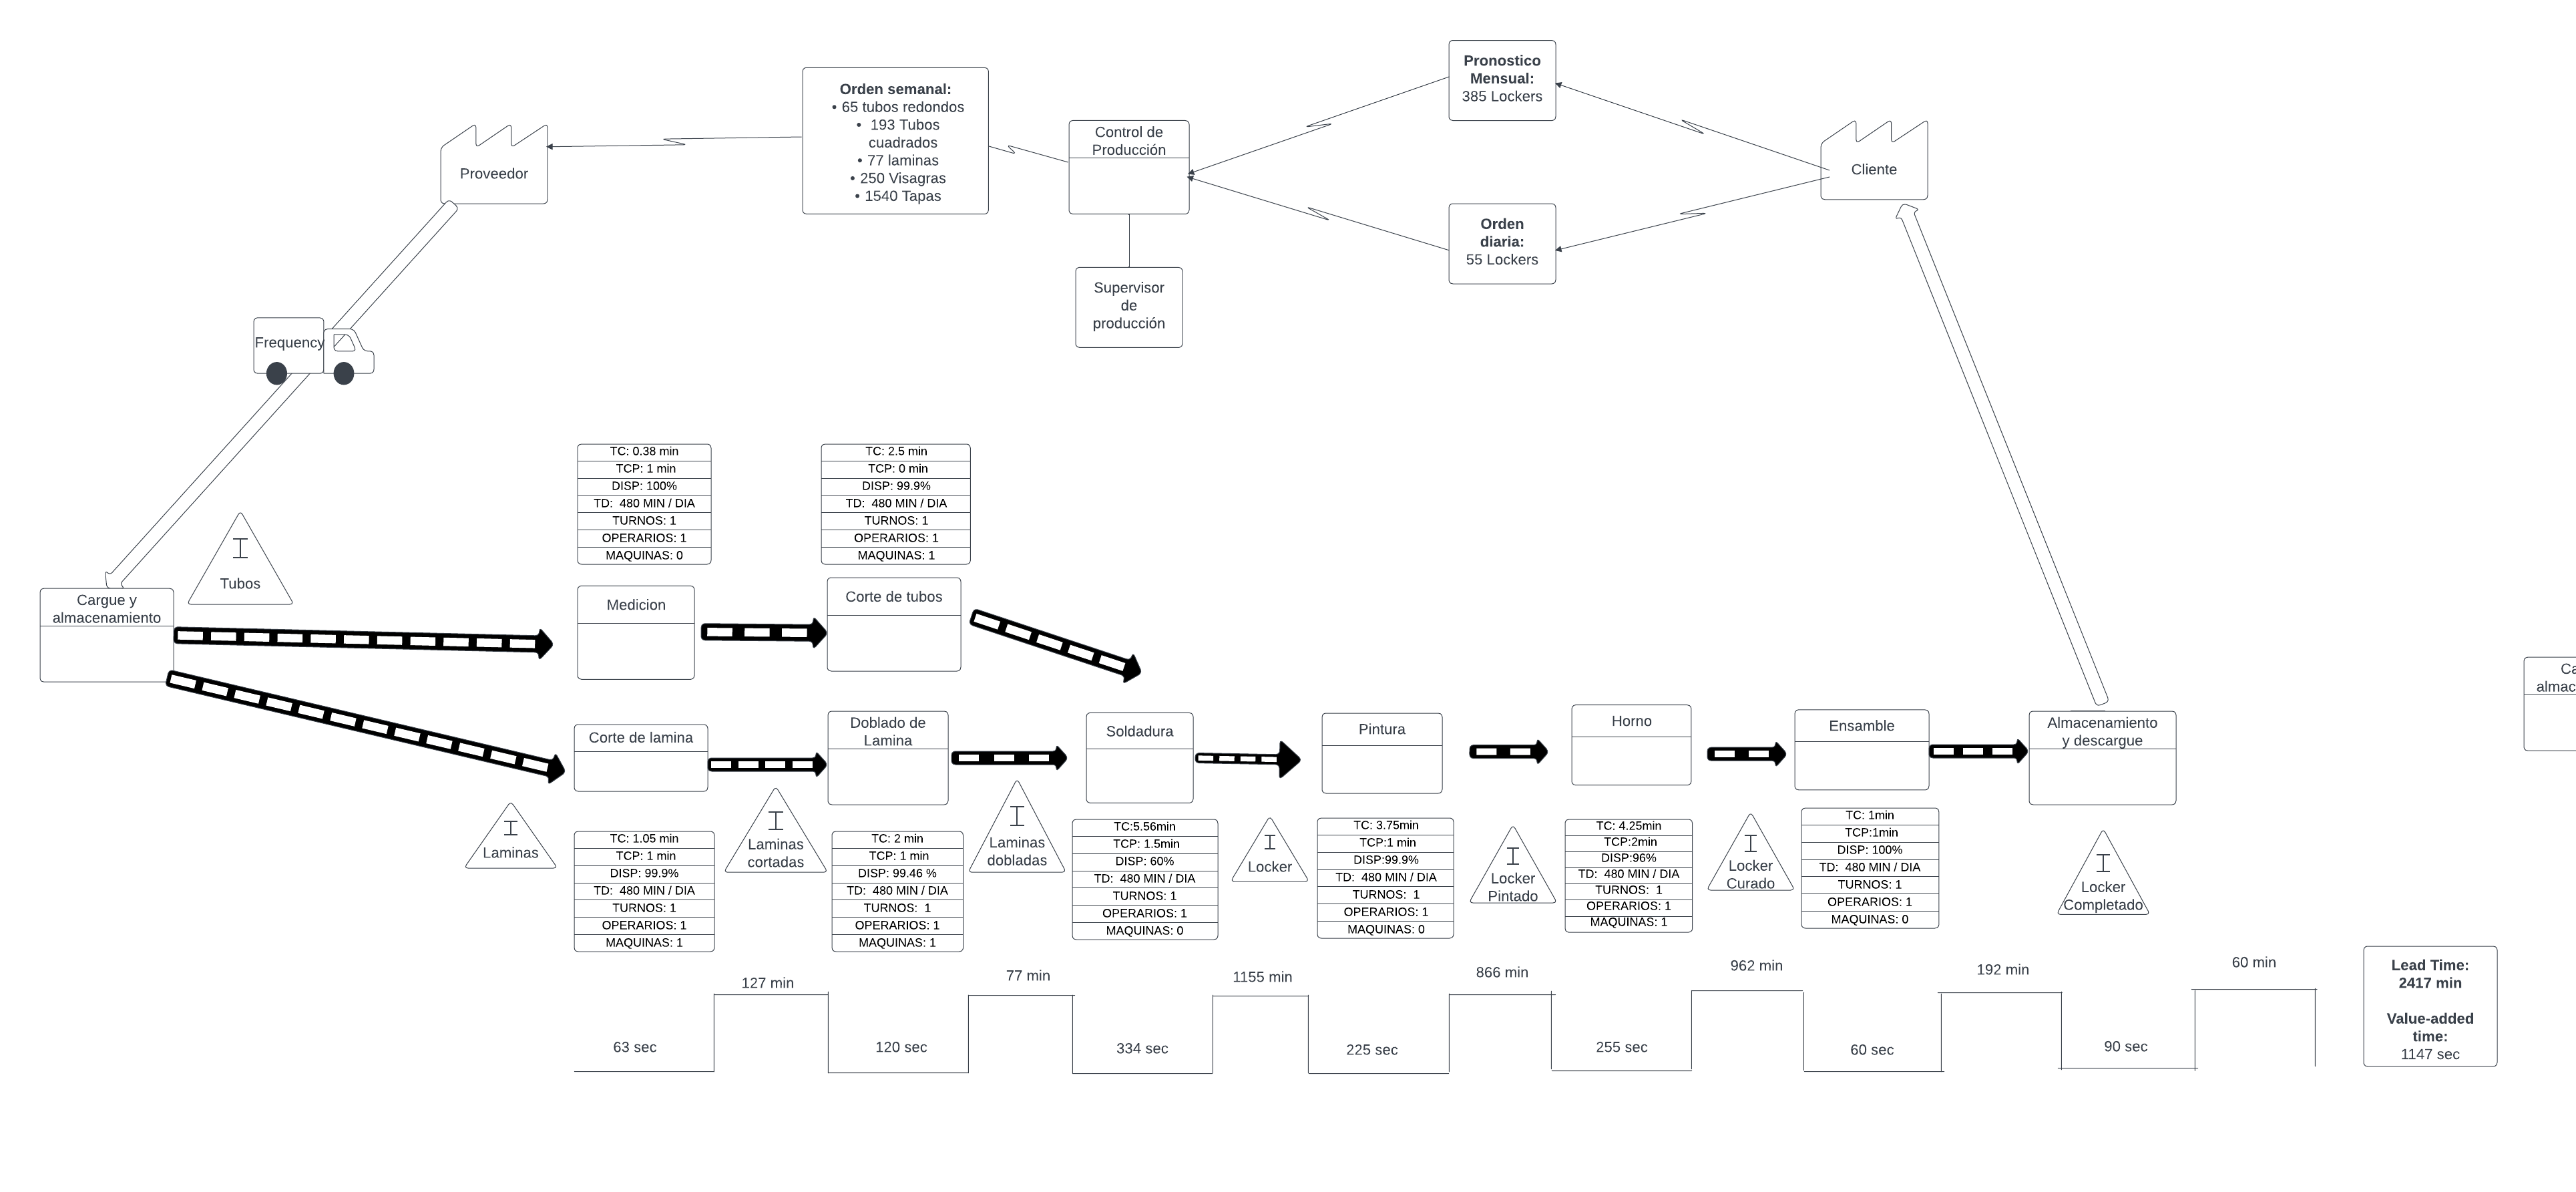 Pronostico
Mensual:
385 Lockers
Orden semanal:
• 65 tubos redondos
• 193 Tubos
cuadrados
• 77 laminas
• 250 Visagras
• 1540 Tapas
Control de
Producción
Proveedor
Cliente
Orden
diaria:
55 Lockers
Supervisor
de
producción
Frequency
TC: 0.38 min
TCP: 1 min
DISP: 100%
TD: 480 MIN / DIA
TURNOS: 1
OPERARIOS: 1
MAQUINAS: 0
TC: 2.5 min
TCP: 0 min
DISP: 99.9%
TD: 480 MIN / DIA
TURNOS: 1
OPERARIOS: 1
MAQUINAS: 1
Tubos
Cargue y
almacenamiento
Medicion
Corte de tubos
Corte de lamina
Doblado de
Lamina
Soldadura
Pintura
Horno
Ensamble
Almacenamiento
y descargue
Laminas
TC: 1.05 min
TCP: 1 min
DISP: 99.9%
TD: 480 MIN / DIA
TURNOS: 1
OPERARIOS: 1
MAQUINAS: 1
Laminas
cortadas
TC: 2 min
TCP: 1 min
DISP: 99.46 %
TD: 480 MIN / DIA
TURNOS: 1
OPERARIOS: 1
MAQUINAS: 1
Laminas
dobladas
TC:5.56min
TCP: 1.5min
DISP: 60%
TD: 480 MIN / DIA
TURNOS: 1
OPERARIOS: 1
MAQUINAS: 0
Locker
TC: 3.75min
TCP:1 min
DISP:99.9%
TD: 480 MIN / DIA
TURNOS: 1
OPERARIOS: 1
MAQUINAS: 0
Locker
Pintado
TC: 4.25min
TCP:2min
DISP:96%
TD: 480 MIN / DIA
TURNOS: 1
OPERARIOS: 1
MAQUINAS: 1
Locker
Curado
TC: 1min
TCP:1min
DISP: 100%
TD: 480 MIN / DIA
TURNOS: 1
OPERARIOS: 1
MAQUINAS: 0
Locker
Completado
63 sec
127 min
120 sec
77 min
334 sec
1155 min
225 sec
866 min
255 sec
962 min
60 sec
192 min
90 sec
60 min
Lead Time:
2417 min
Value-added
time:
1147 sec